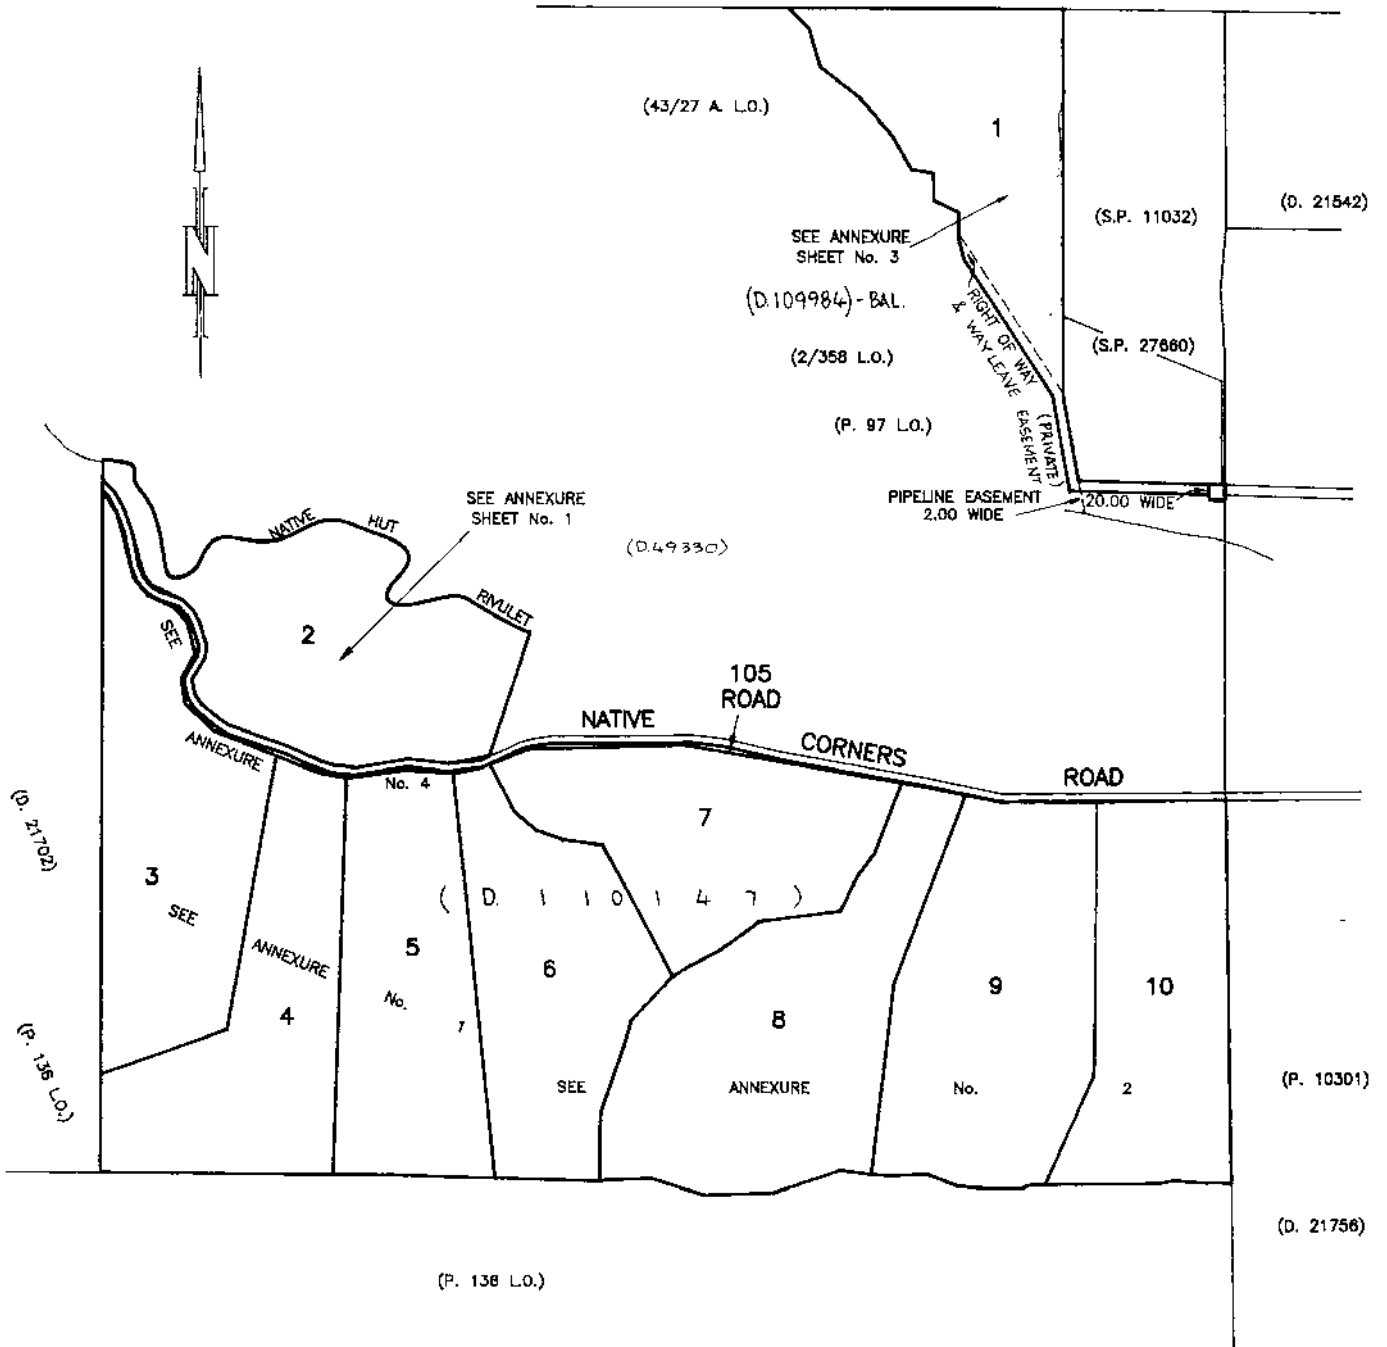 (43/27 A. L.O.)
1
(S.P. 11032)
(D. 21542)
N
SEE ANNEXURE
SHEET No. 3
(D.109984)-BAL.
(2/358 L.O.)
RIGHT OF WAY (PRIVATE)
& WAYLEAVE EASEMENT
(S.P. 27660)
(P. 97 L.O.)
PIPELINE EASEMENT
2.00 WIDE
20.00 WIDE
SEE ANNEXURE
SHEET No. 1
NATIVE HUT RIVULET
(D.49330)
2
105
ROAD
NATIVE CORNERS ROAD
SEE ANNEXURE No. 4
(D. 21702)
3
7
(D. 110147)
SEE ANNEXURE No. 1
4
5
6
8
9
10
SEE ANNEXURE No. 2
(P. 136 L.O.)
(P. 10301)
(D. 21756)
(P. 136 L.O.)